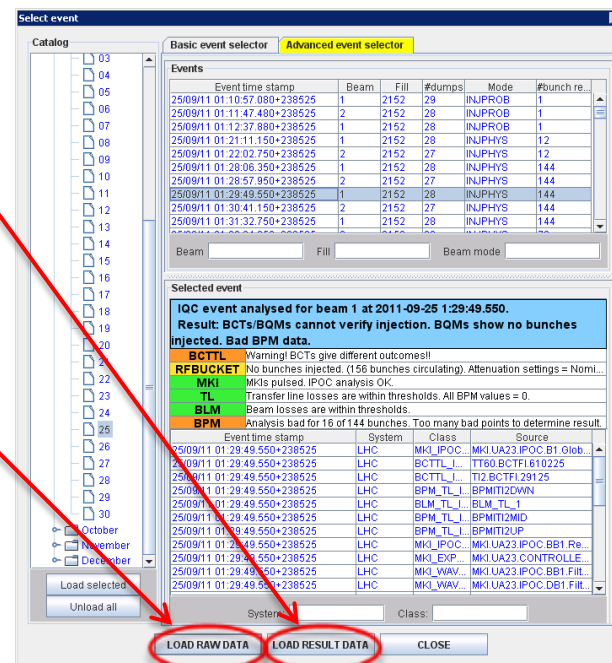 Select event
Catalog
03
04
05
06
07
08
09
10
11
12
13
14
15
16
17
18
19
20
21
22
23
24
25
26
27
28
29
30
October
November
December
Load selected
Unload all
Basic event selector Advanced event selector
Events
Event time stamp Beam Fill #dumps Mode #bunch re...
25/09/11 01:10:57.080+238525 1 2152 29 INJPROB 1
25/09/11 01:11:47.480+238525 2 2152 28 INJPROB 1
25/09/11 01:12:37.880+238525 1 2152 28 INJPROB 1
25/09/11 01:21:11.150+238525 1 2152 28 INJPHYS 12
25/09/11 01:22:02.750+238525 2 2152 27 INJPHYS 12
25/09/11 01:28:06.350+238525 1 2152 28 INJPHYS 144
25/09/11 01:28:57.950+238525 2 2152 27 INJPHYS 144
25/09/11 01:29:49.550+238525 1 2152 28 INJPHYS 144
25/09/11 01:30:41.150+238525 2 2152 27 INJPHYS 144
25/09/11 01:31:32.750+238525 1 2152 28 INJPHYS 144
Beam Fill Beam mode
Selected event
IQC event analysed for beam 1 at 2011-09-25 1:29:49.550.
Result: BCTs/BQMs cannot verify injection. BQMs show no bunches
injected. Bad BPM data.
BCTTL Warning! BCTs give different outcomes!!
RFBUCKET No bunches injected. (156 bunches circulating). Attenuation settings = Nomi...
MKI MKIs pulsed. IPOC analysis OK.
TL Transfer line losses are within thresholds. All BPM values = 0.
BLM Beam losses are within thresholds.
BPM Analysis bad for 16 of 144 bunches. Too many bad points to determine result.
Event time stamp System Class Source
25/09/11 01:29:49.550+238525 LHC MKI_IPOC... MKI.UA23.IPOC.B1.Glob...
25/09/11 01:29:49.550+238525 LHC BCTTL_I... TT60.BCTFI.610225
25/09/11 01:29:49.550+238525 LHC BCTTL_I... TI2.BCTFI.29125
25/09/11 01:29:49.550+238525 LHC BPM_TL_I... BPMITI2DWN
25/09/11 01:29:49.550+238525 LHC BLM_TL_I... BLM_TL_1
25/09/11 01:29:49.550+238525 LHC BPM_TL_I... BPMITI2MID
25/09/11 01:29:49.550+238525 LHC BPM_TL_I... BPMITI2UP
25/09/11 01:29:49.550+238525 LHC MKI_IPOC... MKI.UA23.IPOC.BB1.Re...
25/09/11 01:29:49.550+238525 LHC MKI_EXP... MKI.UA23.CONTROLLE...
25/09/11 01:29:49.550+238525 LHC MKI_WAV... MKI.UA23.IPOC.BB1.Filt...
25/09/11 01:29:49.550+238525 LHC MKI_WAV... MKI.UA23.IPOC.DB1.Filt...
System: Class:
LOAD RAW DATA LOAD RESULT DATA CLOSE